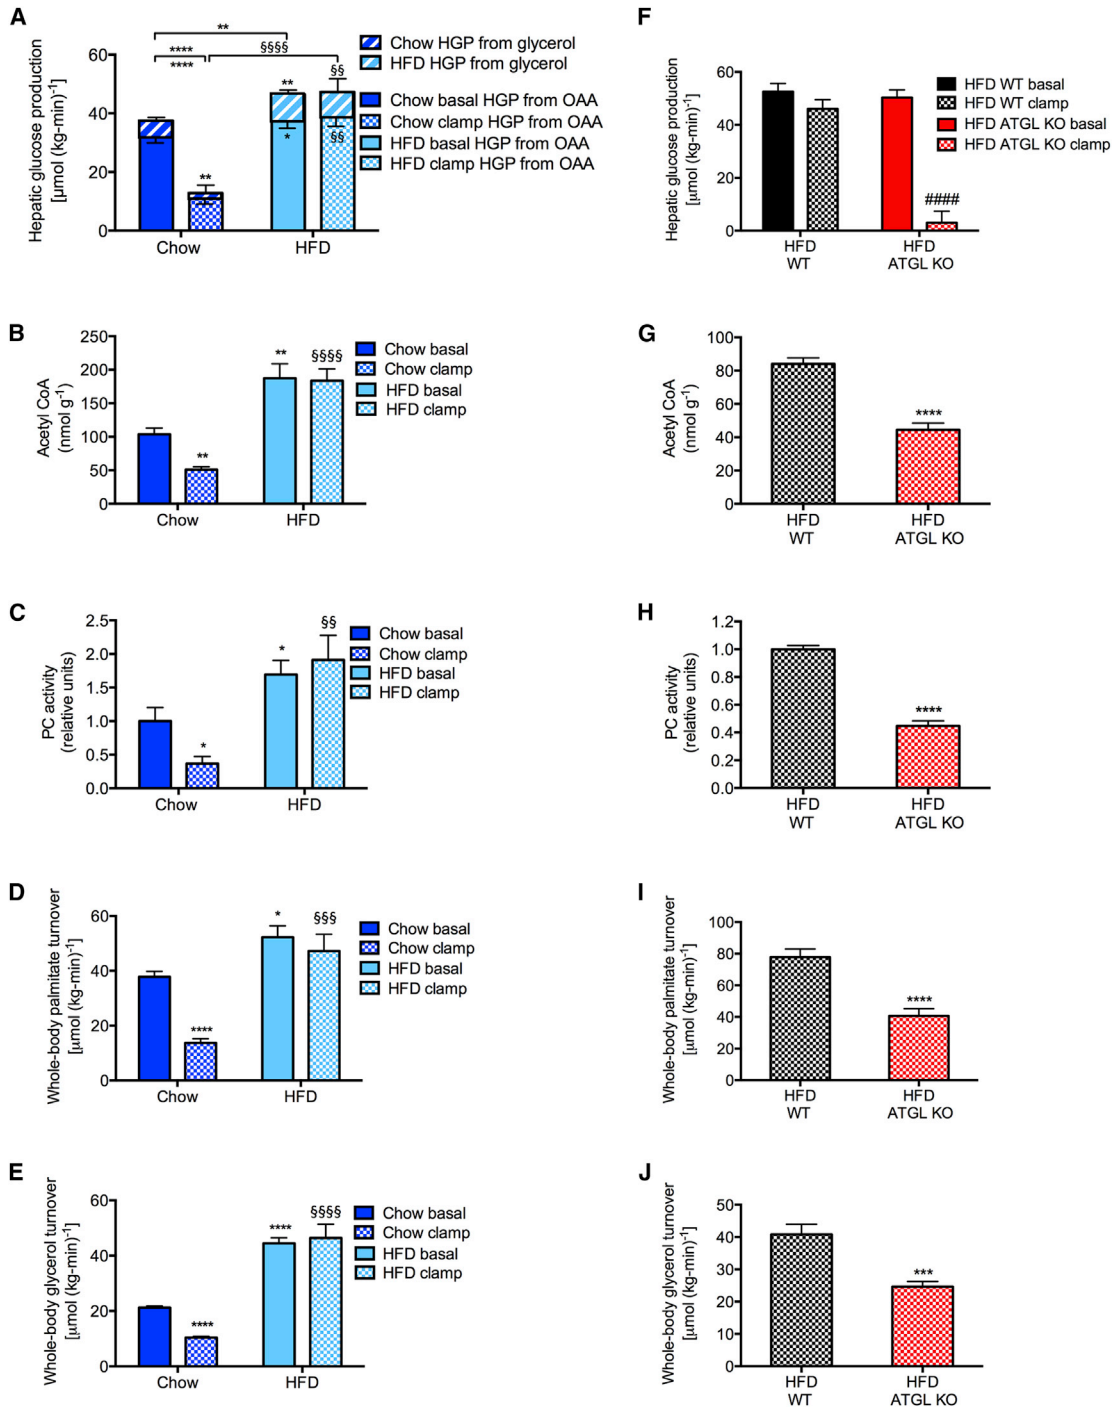 A
Hepatic glucose production
[µmol (kg-min)⁻¹]
60
40
20
0
**
****
****
§§§§
**
**
*
§§
§§
Chow
HFD
Chow HGP from glycerol
HFD HGP from glycerol
Chow basal HGP from OAA
Chow clamp HGP from OAA
HFD basal HGP from OAA
HFD clamp HGP from OAA
F
Hepatic glucose production
[µmol (kg-min)⁻¹]
60
40
20
0
####
HFD
WT
HFD
ATGL KO
HFD WT basal
HFD WT clamp
HFD ATGL KO basal
HFD ATGL KO clamp
B
Acetyl CoA
(nmol g⁻¹)
250
200
150
100
50
0
**
**
§§§§
Chow
HFD
Chow basal
Chow clamp
HFD basal
HFD clamp
G
Acetyl CoA
(nmol g⁻¹)
100
80
60
40
20
0
****
HFD
WT
HFD
ATGL KO
C
PC activity
(relative units)
2.5
2.0
1.5
1.0
0.5
0.0
*
*
§§
Chow
HFD
Chow basal
Chow clamp
HFD basal
HFD clamp
H
PC activity
(relative units)
1.2
1.0
0.8
0.6
0.4
0.2
0.0
****
HFD
WT
HFD
ATGL KO
D
Whole-body palmitate turnover
[µmol (kg-min)⁻¹]
60
40
20
0
****
*
§§§
Chow
HFD
Chow basal
Chow clamp
HFD basal
HFD clamp
I
Whole-body palmitate turnover
[µmol (kg-min)⁻¹]
100
80
60
40
20
0
****
HFD
WT
HFD
ATGL KO
E
Whole-body glycerol turnover
[µmol (kg-min)⁻¹]
60
40
20
0
****
****
§§§§
Chow
HFD
Chow basal
Chow clamp
HFD basal
HFD clamp
J
Whole-body glycerol turnover
[µmol (kg-min)⁻¹]
50
40
30
20
10
0
***
HFD
WT
HFD
ATGL KO